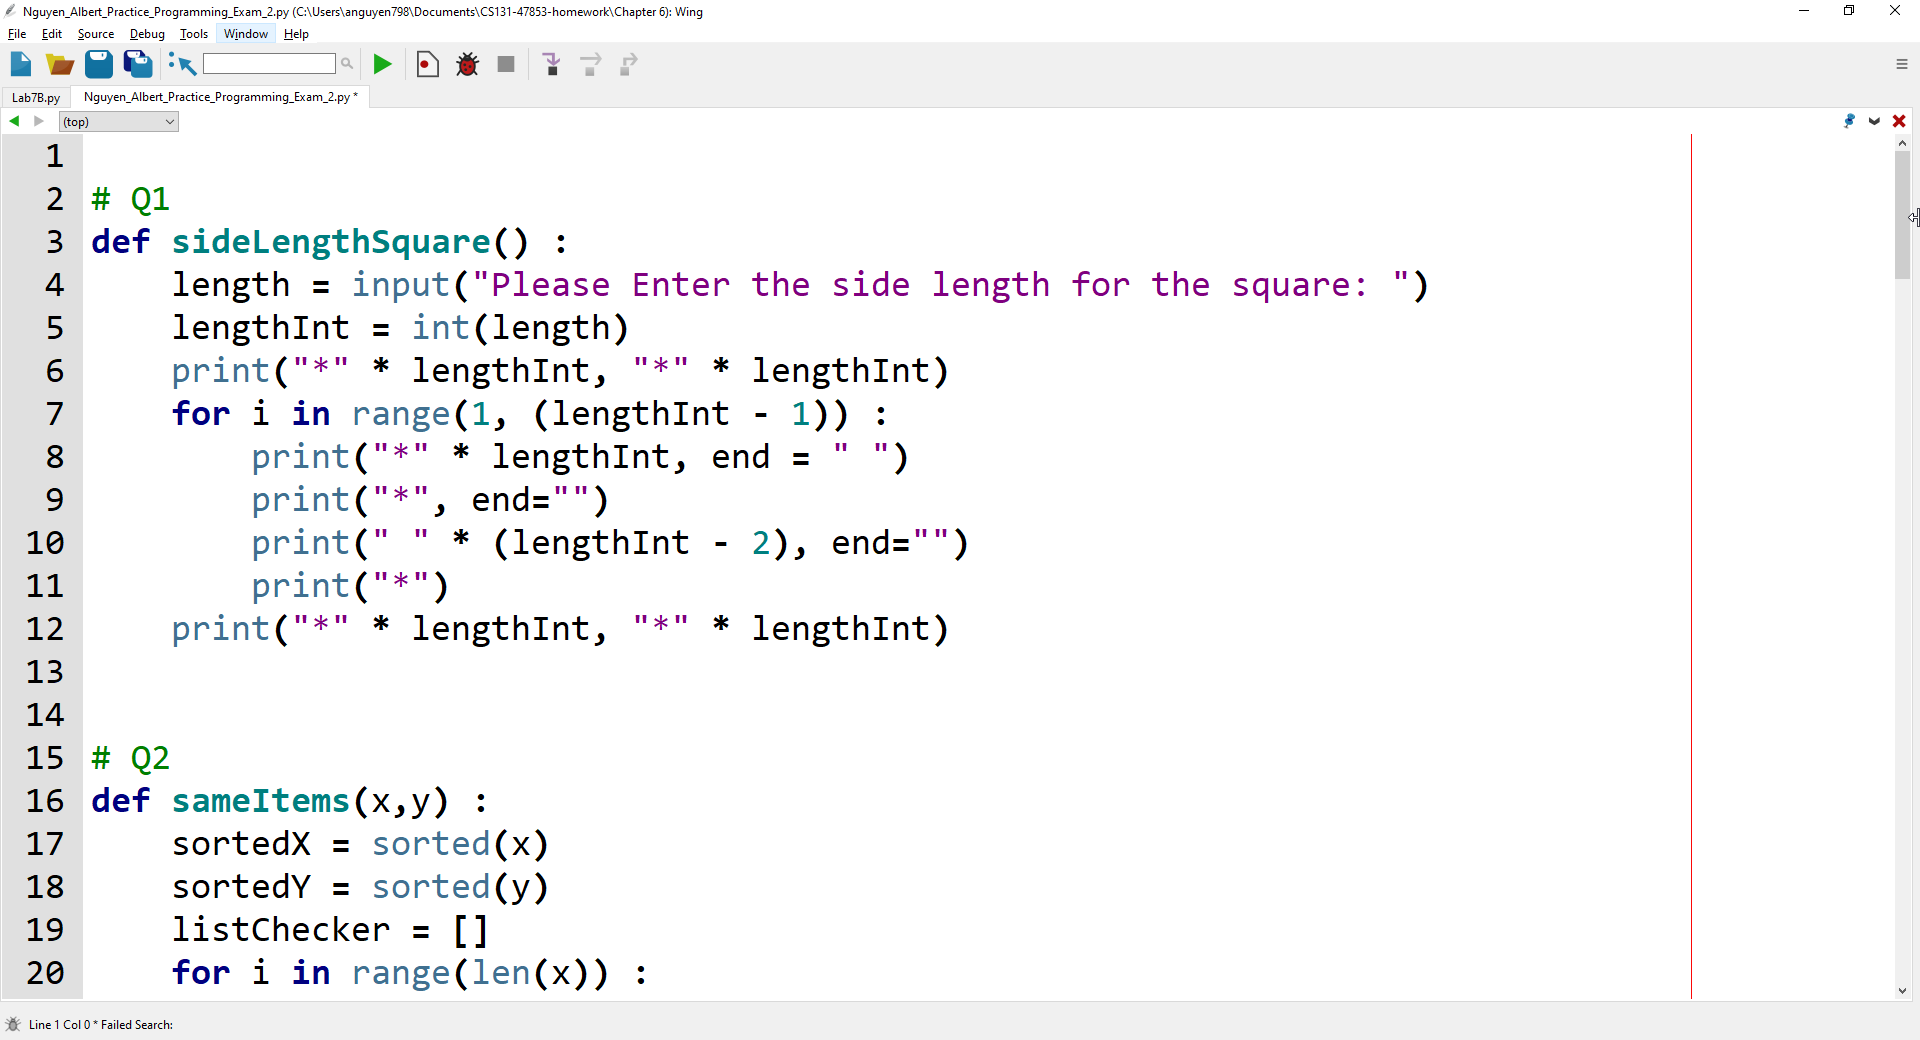 Nguyen_Albert_Practice_Programming_Exam_2.py (C:\Users\anguyen798\Documents\CS131-47853-homework\Chapter 6): Wing
File Edit Source Debug Tools Window Help
Lab7B.py Nguyen_Albert_Practice_Programming_Exam_2.py *
(top)
1
2 # Q1
3 def sideLengthSquare() :
4     length = input("Please Enter the side length for the square: ")
5     lengthInt = int(length)
6     print("*" * lengthInt, "*" * lengthInt)
7     for i in range(1, (lengthInt - 1)) :
8         print("*" * lengthInt, end = " ")
9         print("*", end="")
10         print(" " * (lengthInt - 2), end="")
11         print("*")
12     print("*" * lengthInt, "*" * lengthInt)
13
14
15 # Q2
16 def sameItems(x,y) :
17     sortedX = sorted(x)
18     sortedY = sorted(y)
19     listChecker = []
20     for i in range(len(x)) :
Line 1 Col 0 * Failed Search: